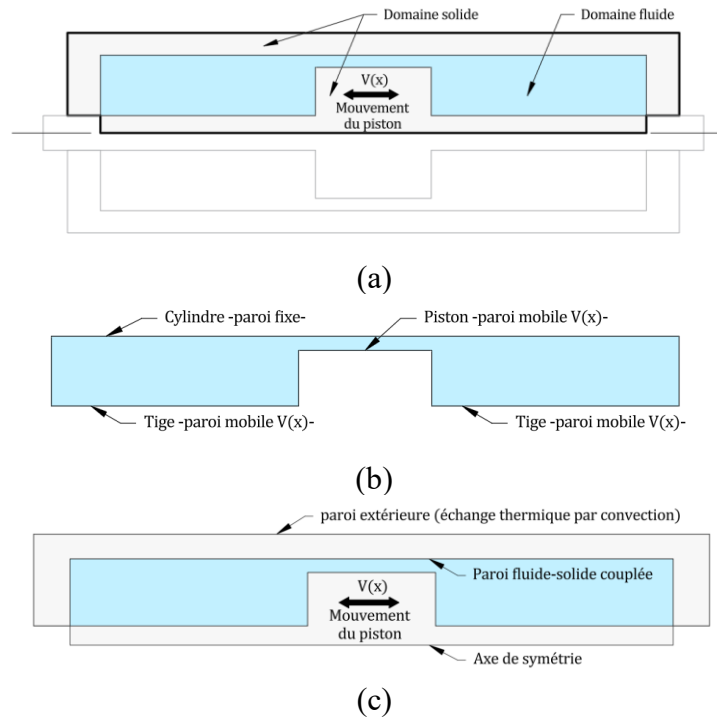 Domaine solide
Domaine fluide
V(x)
Mouvement
du piston
(a)
Cylindre -paroi fixe-
Piston -paroi mobile V(x)-
Tige -paroi mobile V(x)-
Tige -paroi mobile V(x)-
(b)
paroi extérieure (échange thermique par convection)
Paroi fluide-solide couplée
V(x)
Mouvement
du piston
Axe de symétrie
(c)